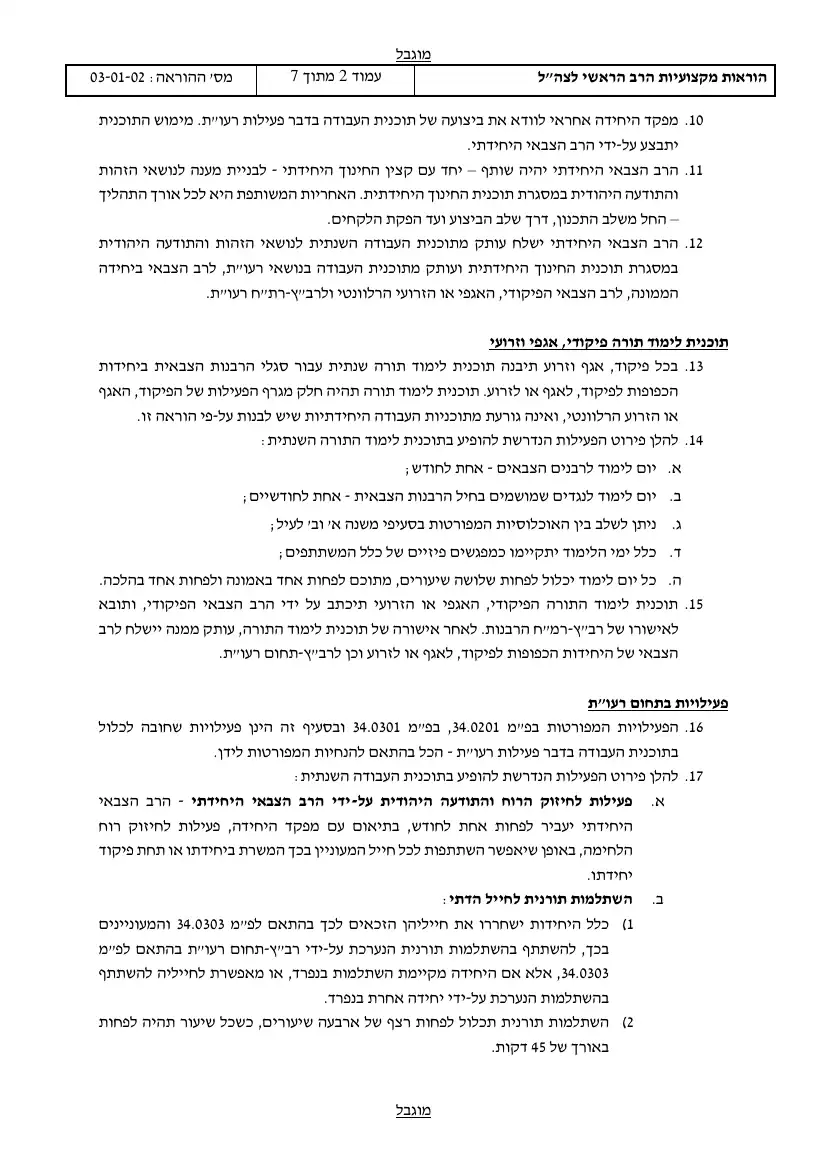 מוגבל
הוראות מקצועיות הרב הראשי לצה״ל	עמוד 2 מתוך 7	מס׳ ההוראה: 03-01-02
10. מפקד היחידה אחראי לוודא את ביצועה של תוכנית העבודה בדבר פעילות רעו״ת. מימוש התוכנית
יתבצע על-ידי הרב הצבאי היחידתי.
11. הרב הצבאי היחידתי יהיה שותף – יחד עם קצין החינוך היחידתי - לבניית מענה לנושאי הזהות
והתודעה היהודית במסגרת תוכנית החינוך היחידתית. האחריות המשותפת היא לכל אורך התהליך
– החל משלב התכנון, דרך שלב הביצוע ועד הפקת הלקחים.
12. הרב הצבאי היחידתי ישלח עותק מתוכנית העבודה השנתית לנושאי הזהות והתודעה היהודית
במסגרת תוכנית החינוך היחידתית ועותק מתוכנית העבודה בנושאי רעו״ת, לרב הצבאי ביחידה
הממונה, לרב הצבאי הפיקודי, האגפי או הזרועי הרלוונטי ולרב״ץ-רת״ח רעו״ת.
תוכנית לימוד תורה פיקודי, אגפי וזרועי
13. בכל פיקוד, אגף וזרוע תיבנה תוכנית לימוד תורה שנתית עבור סגלי הרבנות הצבאית ביחידות
הכפופות לפיקוד, לאגף או לזרוע. תוכנית לימוד תורה תהיה חלק מגרף הפעילות של הפיקוד, האגף
או הזרוע הרלוונטי, ואינה גורעת מתוכניות העבודה היחידתיות שיש לבנות על-פי הוראה זו.
14. להלן פירוט הפעילות הנדרשת להופיע בתוכנית לימוד התורה השנתית:
א. יום לימוד לרבנים הצבאים - אחת לחודש;
ב. יום לימוד לנגדים שמושמים בחיל הרבנות הצבאית - אחת לחודשיים;
ג. ניתן לשלב בין האוכלוסיות המפורטות בסעיפי משנה א׳ וב׳ לעיל;
ד. כלל ימי הלימוד יתקיימו כמפגשים פיזיים של כלל המשתתפים;
ה. כל יום לימוד יכלול לפחות שלושה שיעורים, מתוכם לפחות אחד באמונה ולפחות אחד בהלכה.
15. תוכנית לימוד התורה הפיקודי, האגפי או הזרועי תיכתב על ידי הרב הצבאי הפיקודי, ותובא
לאישורו של רב״ץ-רמ״ח הרבנות. לאחר אישורה של תוכנית לימוד התורה, עותק ממנה יישלח לרב
הצבאי של היחידות הכפופות לפיקוד, לאגף או לזרוע וכן לרב״ץ-תחום רעו״ת.
פעילויות בתחום רעו״ת
16. הפעילויות המפורטות בפ״מ 34.0201, בפ״מ 34.0301 ובסעיף זה הינן פעילויות שחובה לכלול
בתוכנית העבודה בדבר פעילות רעו״ת - הכל בהתאם להנחיות המפורטות לידן.
17. להלן פירוט הפעילות הנדרשת להופיע בתוכנית העבודה השנתית:
א. פעילות לחיזוק הרוח והתודעה היהודית על-ידי הרב הצבאי היחידתי - הרב הצבאי
היחידתי יעביר לפחות אחת לחודש, בתיאום עם מפקד היחידה, פעילות לחיזוק רוח
הלחימה, באופן שיאפשר השתתפות לכל חייל המעוניין בכך המשרת ביחידתו או תחת פיקוד
יחידתו.
ב. השתלמות תורנית לחייל הדתי:
1) כלל היחידות ישחררו את חייליהן הזכאים לכך בהתאם לפ״מ 34.0303 והמעוניינים
בכך, להשתתף בהשתלמות תורנית הנערכת על-ידי רב״ץ-תחום רעו״ת בהתאם לפ״מ
34.0303, אלא אם היחידה מקיימת השתלמות בנפרד, או מאפשרת לחייליה להשתתף
בהשתלמות הנערכת על-ידי יחידה אחרת בנפרד.
2) השתלמות תורנית תכלול לפחות רצף של ארבעה שיעורים, כשכל שיעור תהיה לפחות
באורך של 45 דקות.
מוגבל